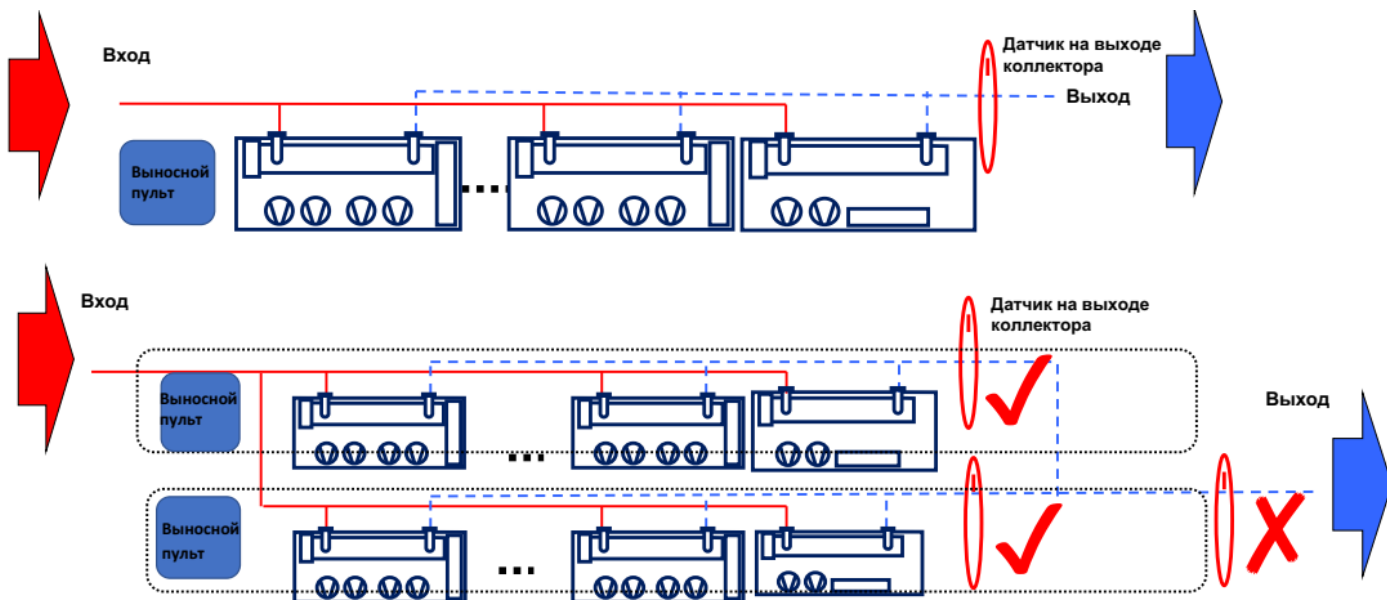 Вход
Датчик на выходе
коллектора
Выход
Выносной
пульт
Вход
Датчик на выходе
коллектора
Выносной
пульт
Выход
Выносной
пульт